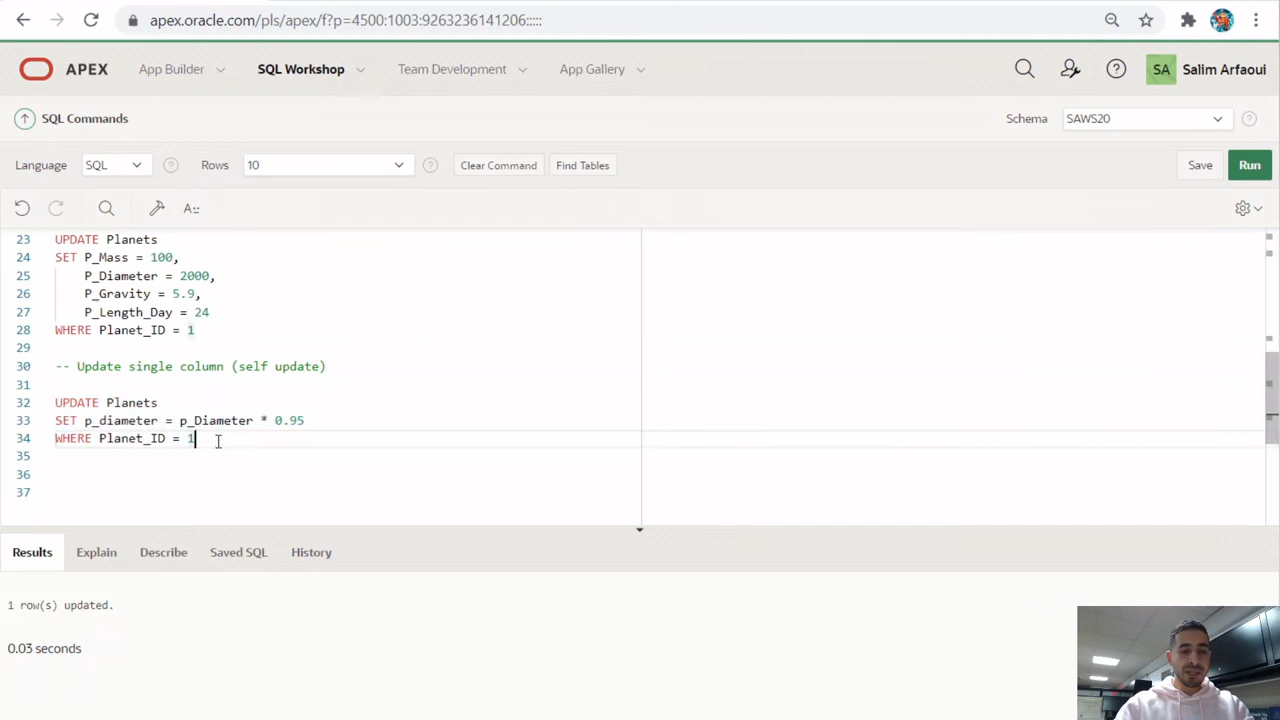 apex.oracle.com/pls/apex/f?p=4500:1003:9263236141206:::::
APEX App Builder SQL Workshop Team Development App Gallery SA Salim Arfaoui
SQL Commands Schema SAWS20
Language SQL Rows 10 Clear Command Find Tables Save Run
23 UPDATE Planets
24 SET P_Mass = 100,
25 P_Diameter = 2000,
26 P_Gravity = 5.9,
27 P_Length_Day = 24
28 WHERE Planet_ID = 1
29
30 -- Update single column (self update)
31
32 UPDATE Planets
33 SET p_diameter = p_Diameter * 0.95
34 WHERE Planet_ID = 1
35
36
37
Results Explain Describe Saved SQL History
1 row(s) updated.
0.03 seconds